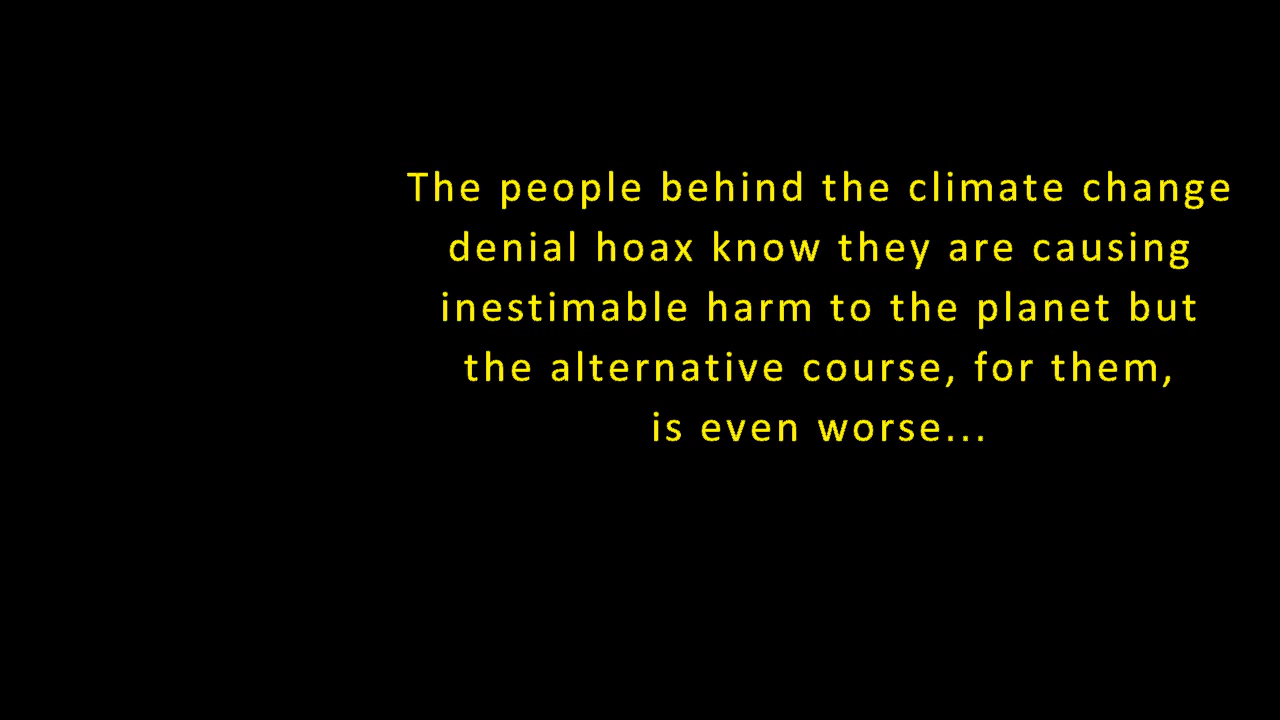 The people behind the climate change
denial hoax know they are causing
inestimable harm to the planet but
the alternative course, for them,
is even worse...